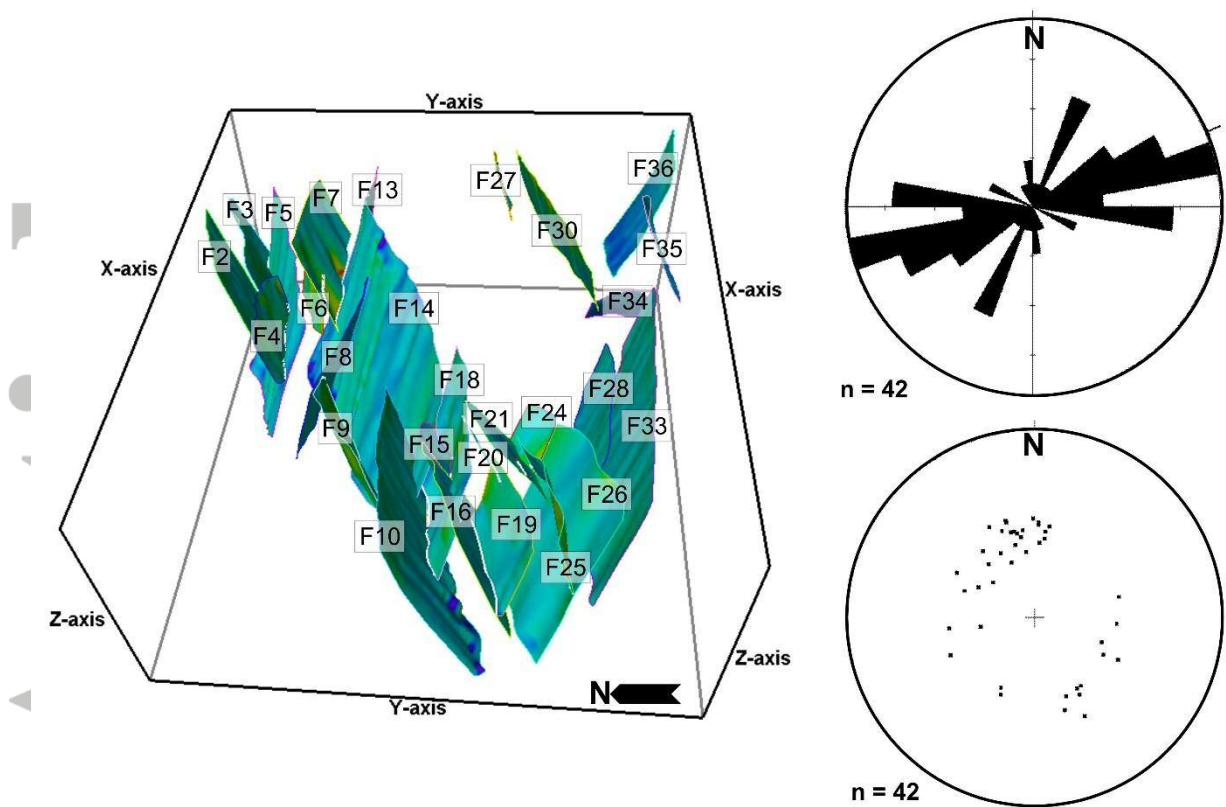 Y-axis
X-axis
X-axis
Z-axis
Z-axis
Y-axis
N
F2
F3
F5
F7
F13
F27
F36
F30
F35
F34
F4
F6
F14
F8
F18
F28
F9
F15
F21
F24
F33
F20
F10
F16
F19
F26
F25
N
n = 42
N
n = 42